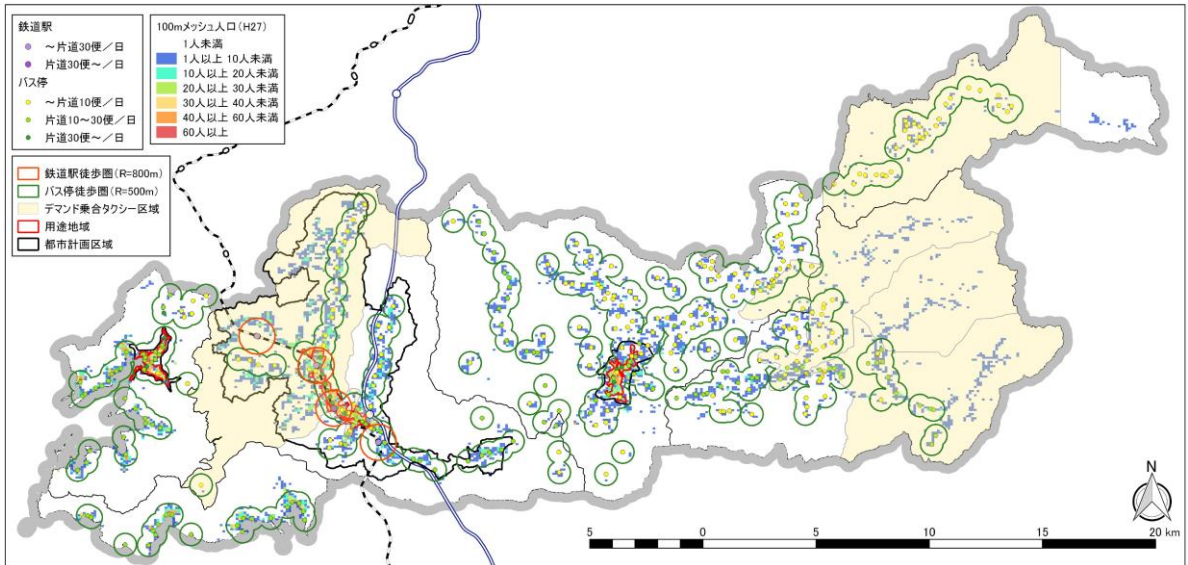 鉄道駅
～片道30便／日
片道30便～／日
バス停
～片道10便／日
片道10～30便／日
片道30便～／日
100mメッシュ人口（H27）
1人未満
1人以上 10人未満
10人以上 20人未満
20人以上 30人未満
30人以上 40人未満
40人以上 60人未満
60人以上
鉄道駅徒歩圏（R=800m）
バス停徒歩圏（R=500m）
デマンド乗合タクシー区域
用途地域
都市計画区域
N
5 0 5 10 15 20 km